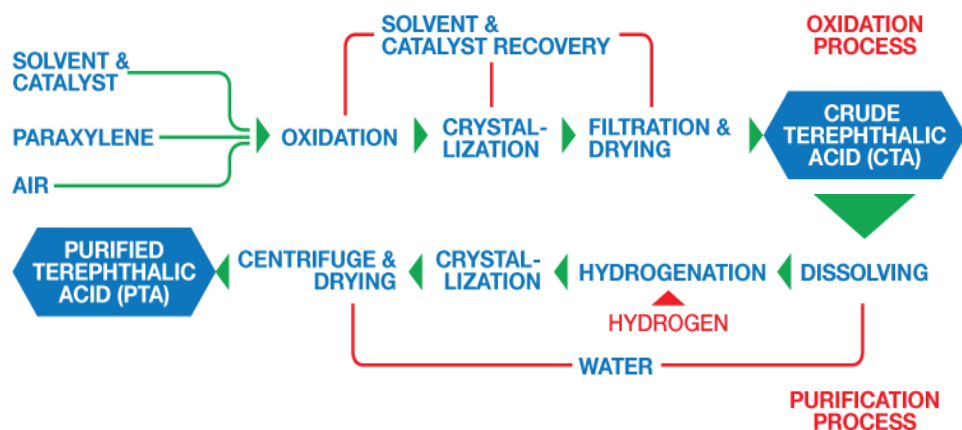 SOLVENT &
CATALYST RECOVERY
OXIDATION
PROCESS
SOLVENT &
CATALYST
PARAXYLENE
AIR
OXIDATION
CRYSTAL-
LIZATION
FILTRATION &
DRYING
CRUDE
TEREPHTHALIC
ACID (CTA)
PURIFIED
TEREPHTHALIC
ACID (PTA)
CENTRIFUGE &
DRYING
CRYSTAL-
LIZATION
HYDROGENATION
DISSOLVING
HYDROGEN
WATER
PURIFICATION
PROCESS